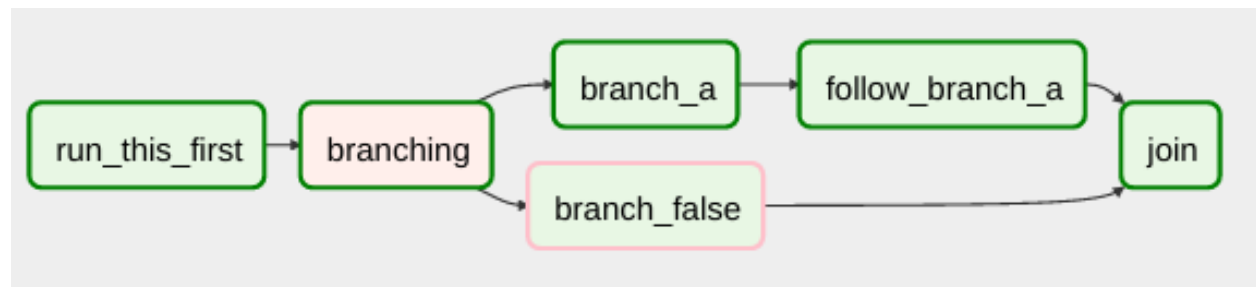 run_this_first
branching
branch_a
follow_branch_a
branch_false
join